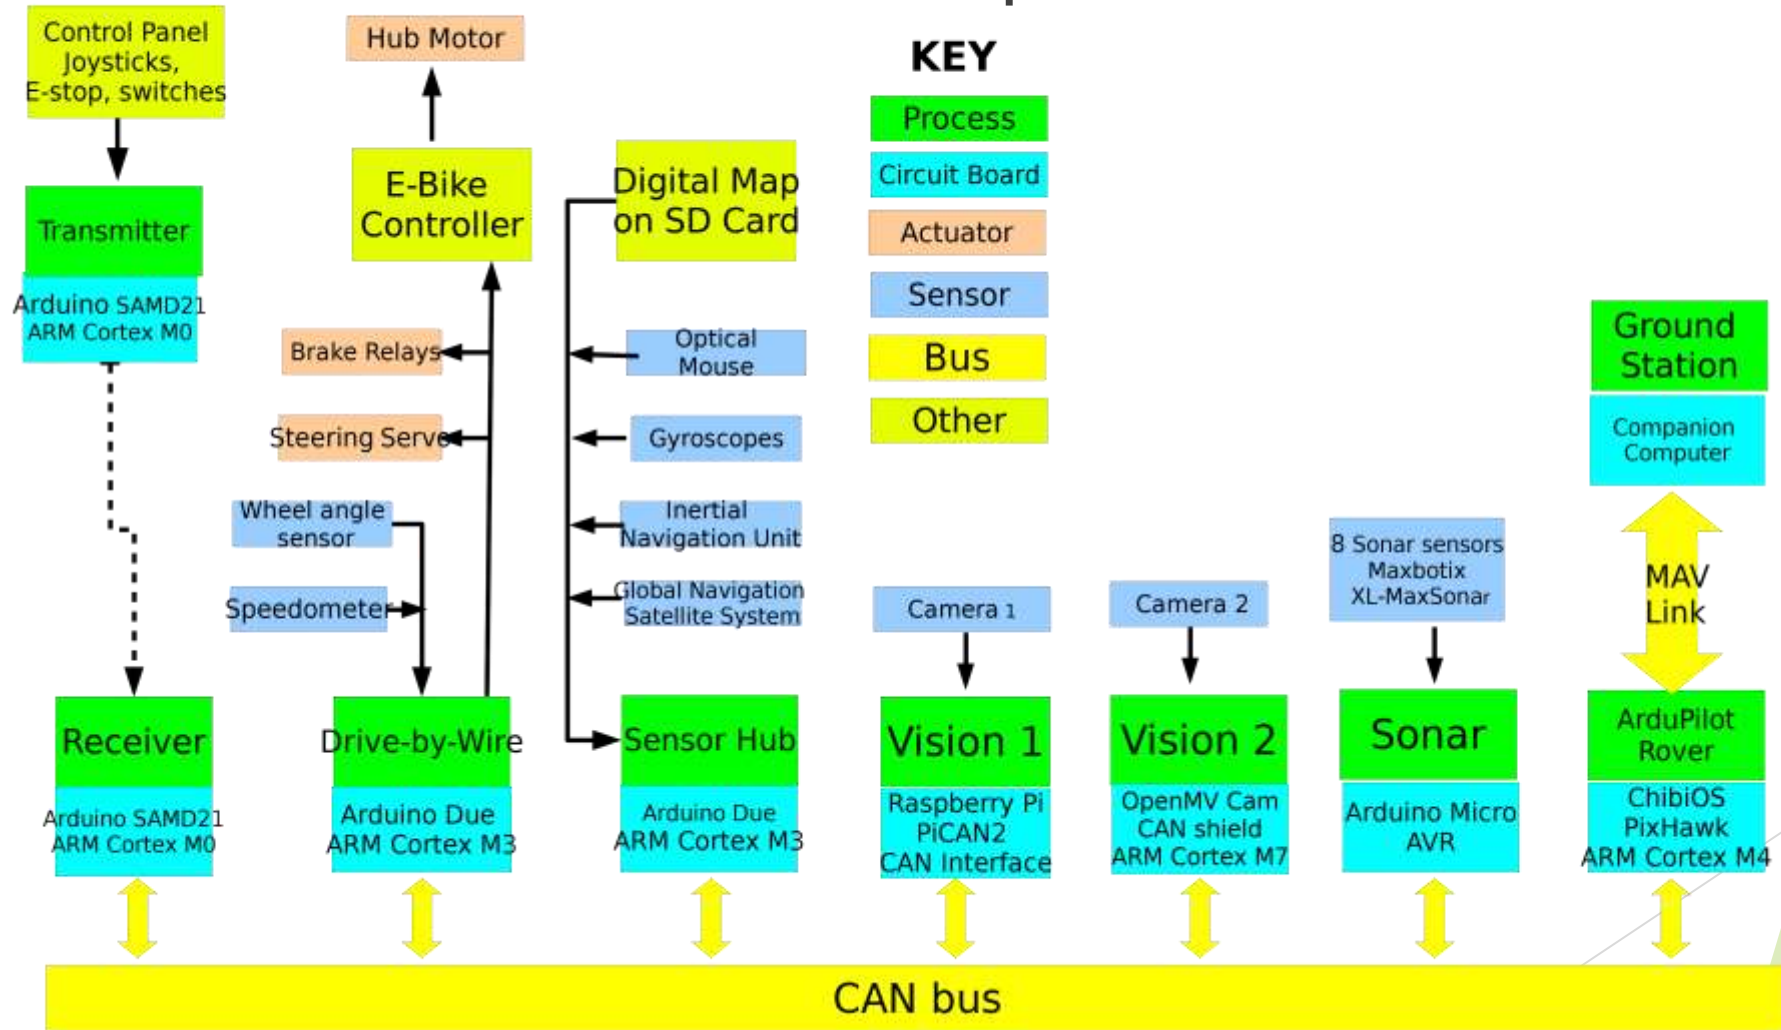 Control Panel
Joysticks,
E-stop, switches
Hub Motor
KEY
Process
Circuit Board
Actuator
Sensor
Bus
Other
Transmitter
Arduino SAMD21
ARM Cortex M0
E-Bike
Controller
Digital Map
on SD Card
Brake Relays
Steering Servo
Wheel angle
sensor
Speedometer
Optical
Mouse
Gyroscopes
Inertial
Navigation Unit
Global Navigation
Satellite System
Camera 1
Camera 2
8 Sonar sensors
Maxbotix
XL-MaxSonar
Ground
Station
Companion
Computer
MAV
Link
Receiver
Arduino SAMD21
ARM Cortex M0
Drive-by-Wire
Arduino Due
ARM Cortex M3
Sensor Hub
Arduino Due
ARM Cortex M3
Vision 1
Raspberry Pi
PiCAN2
CAN Interface
Vision 2
OpenMV Cam
CAN shield
ARM Cortex M7
Sonar
Arduino Micro
AVR
ArduPilot
Rover
ChibiOS
PixHawk
ARM Cortex M4
CAN bus